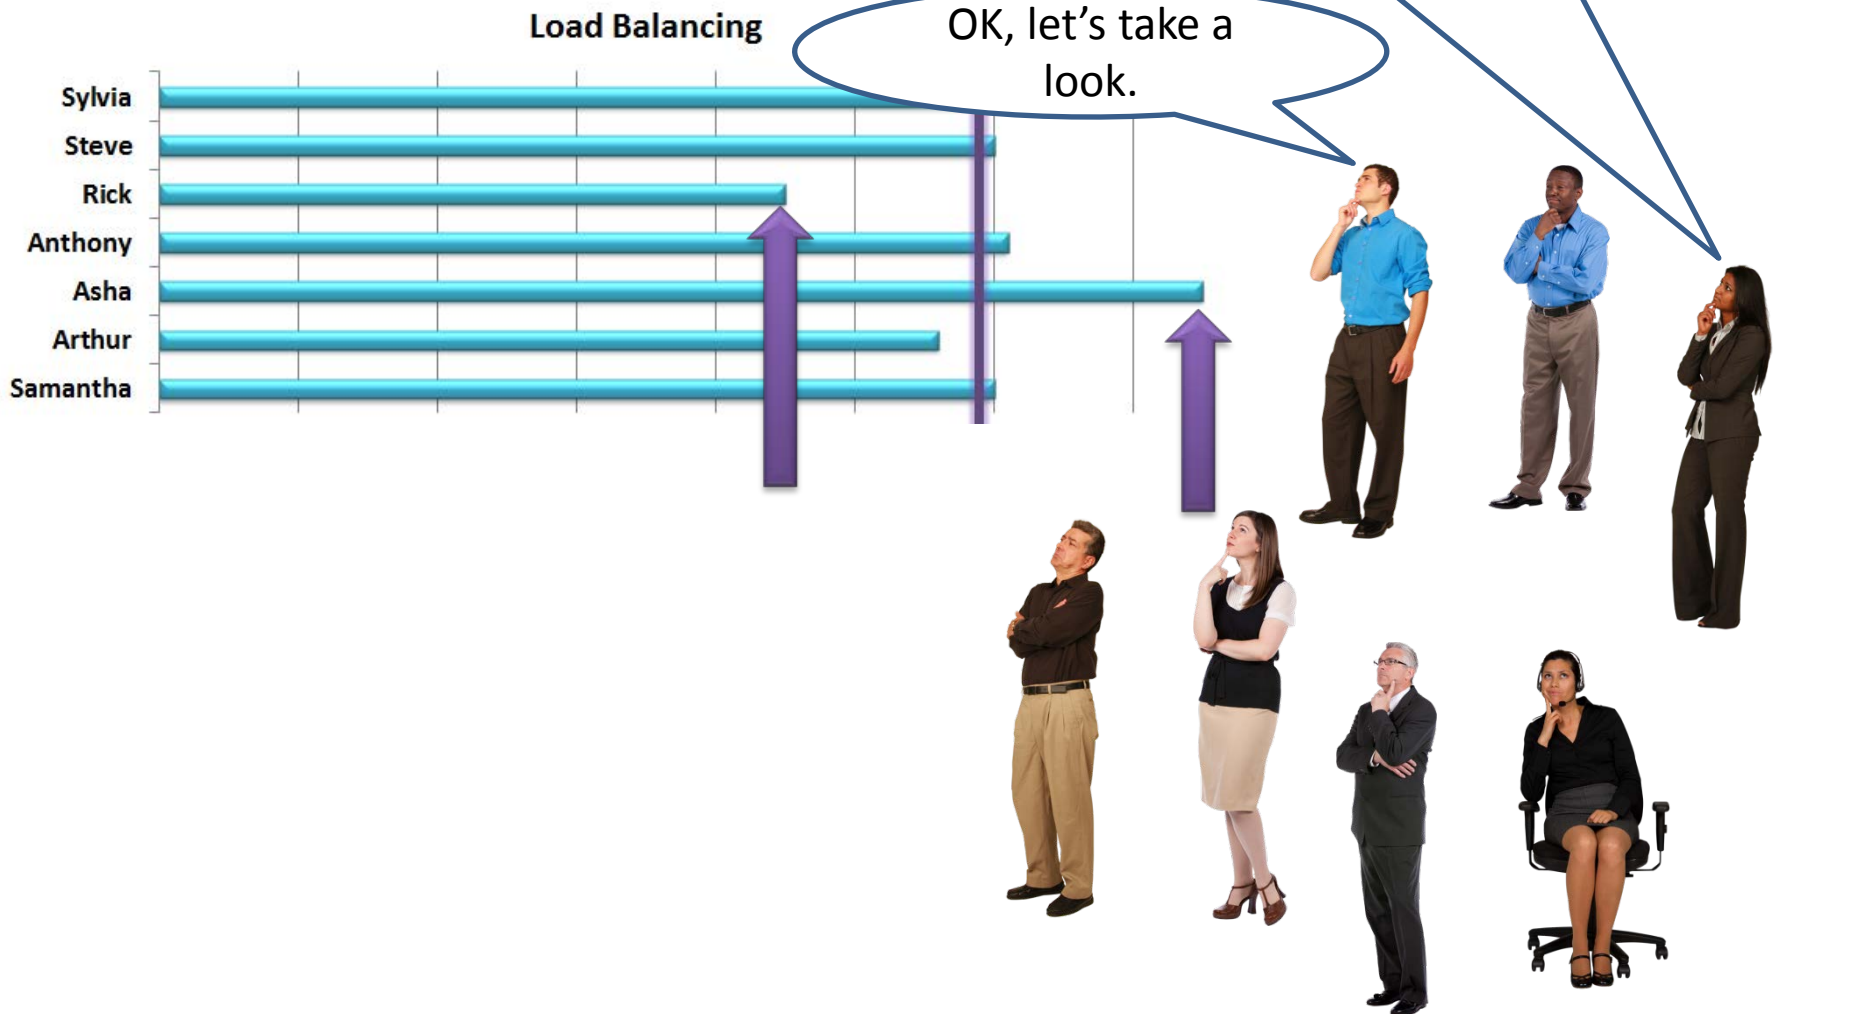 Load Balancing
OK, let's take a
look.
Sylvia
Steve
Rick
Anthony
Asha
Arthur
Samantha